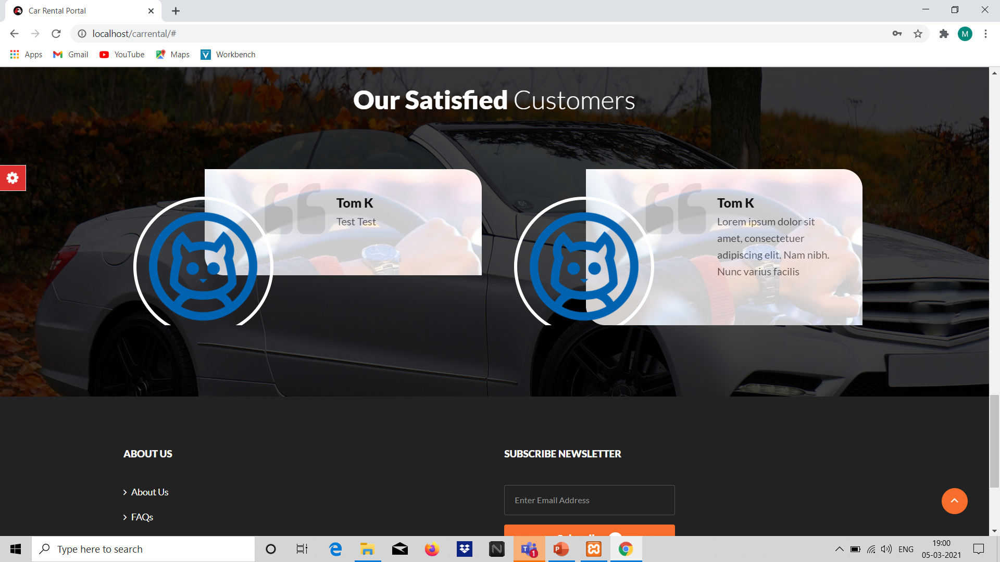 Car Rental Portal
localhost/carrental/#
M
Apps
Gmail
YouTube
Maps
Workbench
Our Satisfied Customers
Tom K
Test Test
Tom K
Lorem ipsum dolor sit
amet, consectetuer
adipiscing elit. Nam nibh.
Nunc varius facilis
ABOUT US
About Us
FAQs
SUBSCRIBE NEWSLETTER
Enter Email Address
Type here to search
1
ENG
19:00
05-03-2021